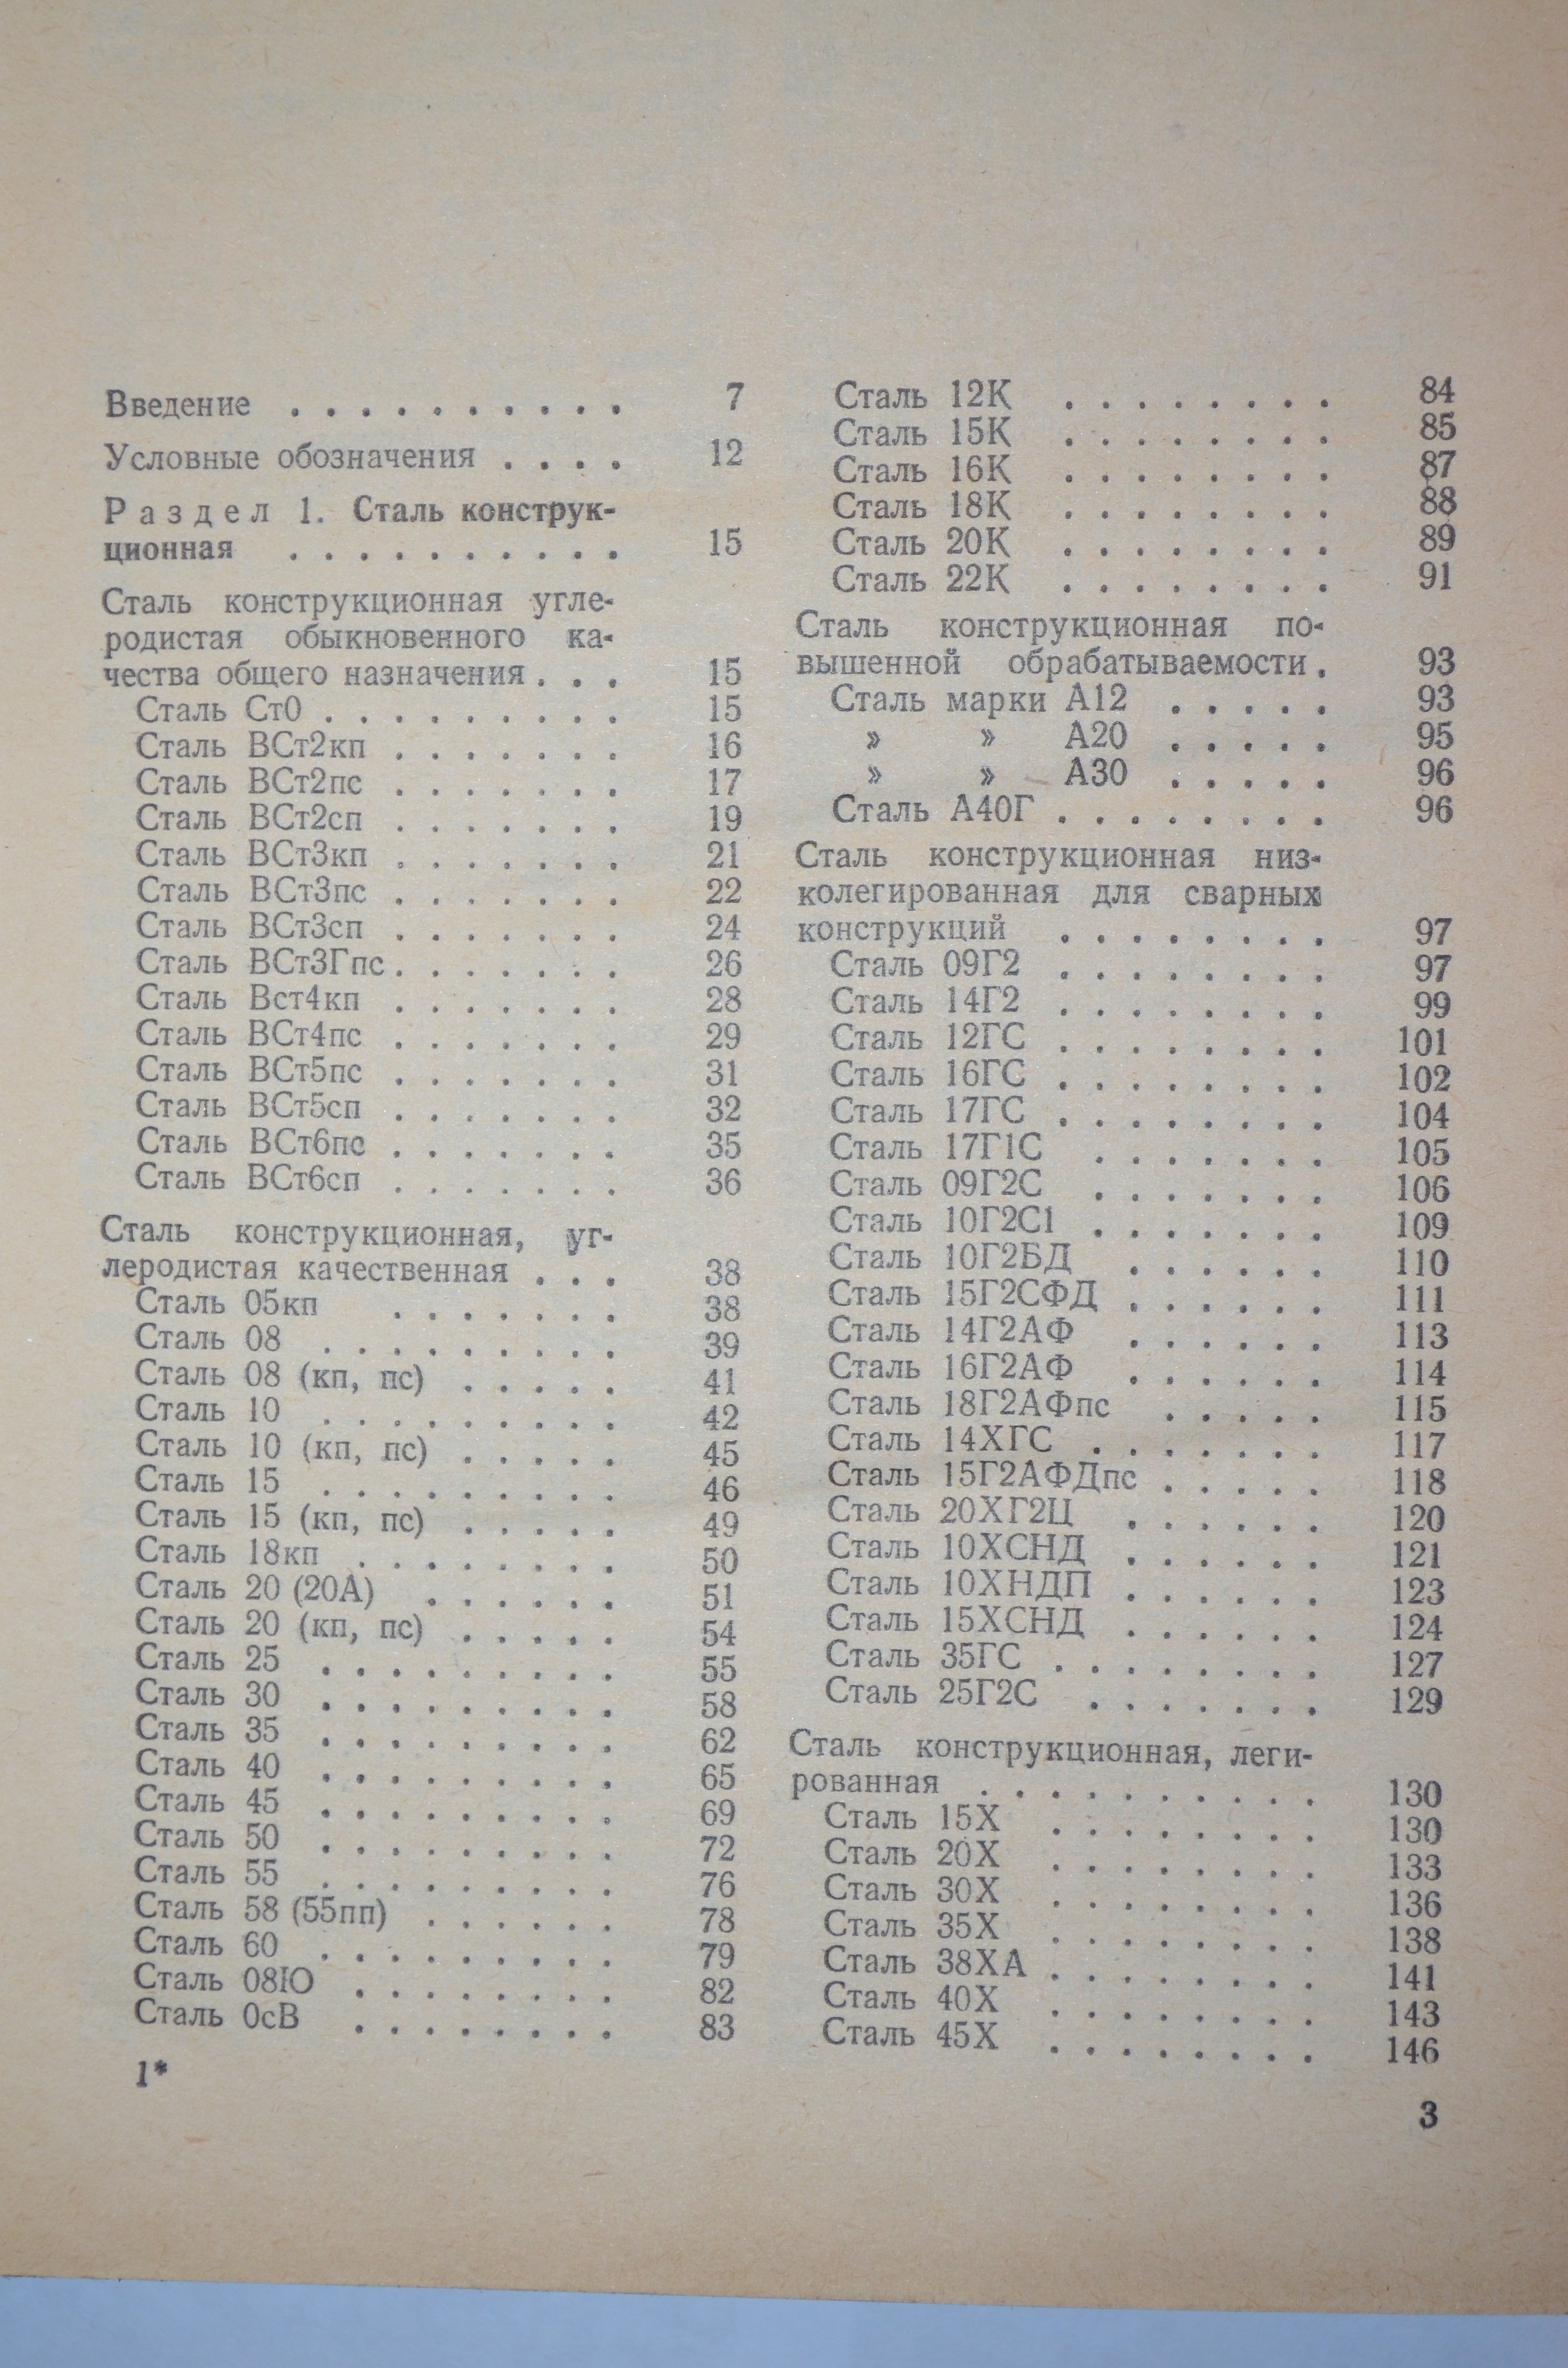 Введение . . . . . . . . . . 7
Условные обозначения . . . . 12
Раздел 1. Сталь конструк-
ционная . . . . . . . . . . 15
Сталь конструкционная угле-
родистая обыкновенного ка-
чества общего назначения . . . 15
Сталь Ст0 . . . . . . . . . 15
Сталь ВСт2кп . . . . . . . 16
Сталь ВСт2пс . . . . . . . 17
Сталь ВСт2сп . . . . . . . 19
Сталь ВСт3кп . . . . . . . 21
Сталь ВСт3пс . . . . . . . 22
Сталь ВСт3сп . . . . . . . 24
Сталь ВСт3Гпс . . . . . . . 26
Сталь Вст4кп . . . . . . . 28
Сталь ВСт4пс . . . . . . . 29
Сталь ВСт5пс . . . . . . . 31
Сталь ВСт5сп . . . . . . . 32
Сталь ВСт6пс . . . . . . . 35
Сталь ВСт6сп . . . . . . . 36
Сталь конструкционная, уг-
леродистая качественная . . . 38
Сталь 05кп . . . . . . . 38
Сталь 08 . . . . . . . . . 39
Сталь 08 (кп, пс) . . . . . 41
Сталь 10 . . . . . . . . . 42
Сталь 10 (кп, пс) . . . . . 45
Сталь 15 . . . . . . . . . 46
Сталь 15 (кп, пс) . . . . . 49
Сталь 18кп . . . . . . . . 50
Сталь 20 (20А) . . . . . . 51
Сталь 20 (кп, пс) . . . . . 54
Сталь 25 . . . . . . . . . 55
Сталь 30 . . . . . . . . . 58
Сталь 35 . . . . . . . . . 62
Сталь 40 . . . . . . . . . 65
Сталь 45 . . . . . . . . . 69
Сталь 50 . . . . . . . . . 72
Сталь 55 . . . . . . . . . 76
Сталь 58 (55пп) . . . . . . 78
Сталь 60 . . . . . . . . . 79
Сталь 08Ю . . . . . . . . 82
Сталь ОсВ . . . . . . . . 83
1*
Сталь 12К . . . . . . . . 84
Сталь 15К . . . . . . . . 85
Сталь 16К . . . . . . . . 87
Сталь 18К . . . . . . . . 88
Сталь 20К . . . . . . . . 89
Сталь 22К . . . . . . . . 91
Сталь конструкционная по-
вышенной обрабатываемости . 93
Сталь марки А12 . . . . . 93
» » А20 . . . . . 95
» » А30 . . . . . 96
Сталь А40Г . . . . . . . . 96
Сталь конструкционная низ-
колегированная для сварных
конструкций . . . . . . . . 97
Сталь 09Г2 . . . . . . . . 97
Сталь 14Г2 . . . . . . . . 99
Сталь 12ГС . . . . . . . . 101
Сталь 16ГС . . . . . . . . 102
Сталь 17ГС . . . . . . . . 104
Сталь 17Г1С . . . . . . . 105
Сталь 09Г2С . . . . . . . 106
Сталь 10Г2С1 . . . . . . . 109
Сталь 10Г2БД . . . . . . 110
Сталь 15Г2СФД . . . . . . 111
Сталь 14Г2АФ . . . . . . 113
Сталь 16Г2АФ . . . . . . 114
Сталь 18Г2АФпс . . . . . 115
Сталь 14ХГС . . . . . . . 117
Сталь 15Г2АФДпс . . . . . 118
Сталь 20ХГ2Ц . . . . . . 120
Сталь 10ХСНД . . . . . . 121
Сталь 10ХНДП . . . . . . 123
Сталь 15ХСНД . . . . . . 124
Сталь 35ГС . . . . . . . . 127
Сталь 25Г2С . . . . . . . 129
Сталь конструкционная, леги-
рованная . . . . . . . . . . 130
Сталь 15Х . . . . . . . . 130
Сталь 20Х . . . . . . . . 133
Сталь 30Х . . . . . . . . 136
Сталь 35Х . . . . . . . . 138
Сталь 38ХА . . . . . . . . 141
Сталь 40Х . . . . . . . . 143
Сталь 45Х . . . . . . . . 146
3